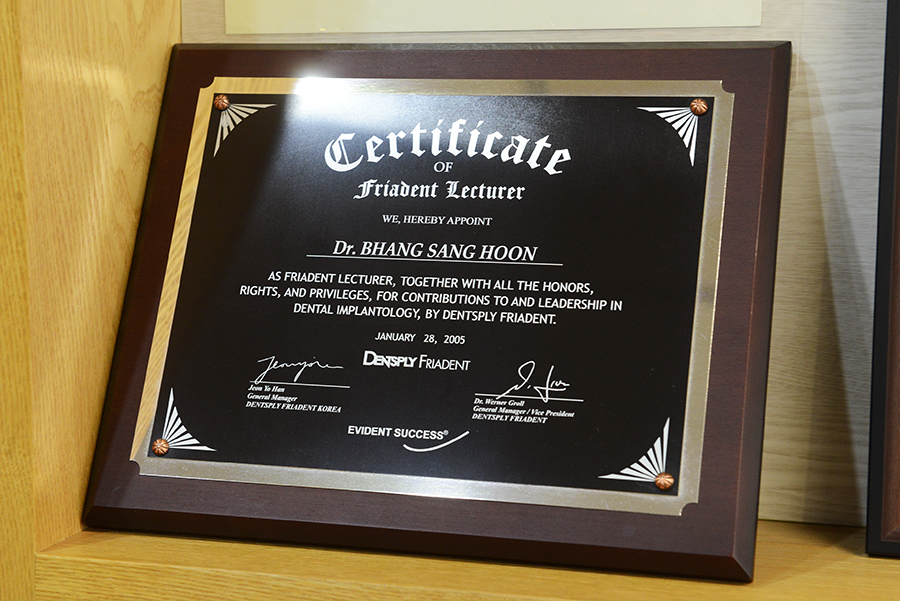 Certificate
OF
Friadent Lecturer
WE, HEREBY APPOINT
Dr. BHANG SANG HOON
AS FRIADENT LECTURER, TOGETHER WITH ALL THE HONORS,
RIGHTS, AND PRIVILEGES, FOR CONTRIBUTIONS TO AND LEADERSHIP IN
DENTAL IMPLANTOLOGY, BY DENTSPLY FRIADENT.
JANUARY 28, 2005
DENTSPLY FRIADENT
Jeon Yo Han
General Manager
DENTSPLY FRIADENT KOREA
Dr. Werner Groll
General Manager / Vice President
DENTSPLY FRIADENT
EVIDENT SUCCESS®